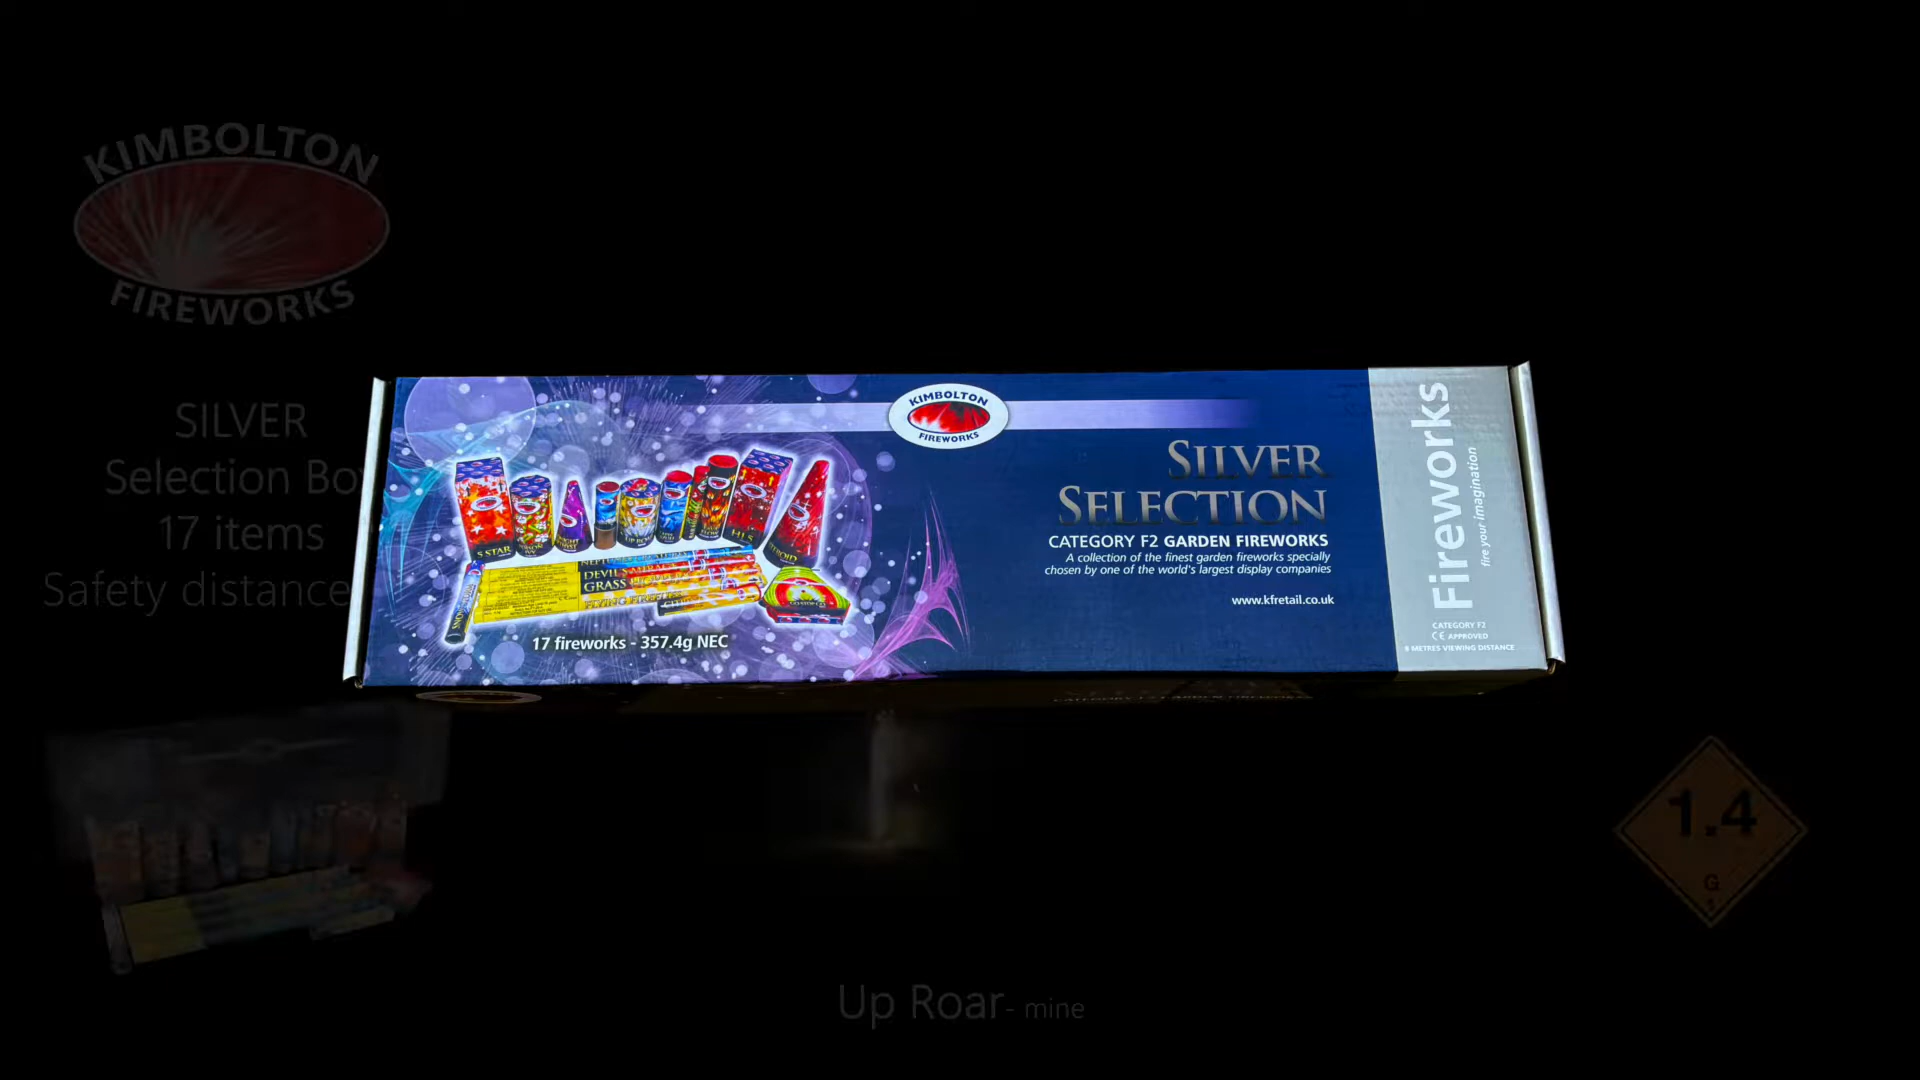 KIMBOLTON
FIREWORKS
SILVER
Selection Bo
17 items
Safety distance
KIMBOLTON
FIREWORKS
SILVER
SELECTION
CATEGORY F2 GARDEN FIREWORKS
A collection of the finest garden fireworks specially
chosen by one of the world's largest display companies
www.kfretail.co.uk
5 STAR
UP ROAR
DEVIL'S
GRASS
17 fireworks - 357.4g NEC
Fireworks
fire your imagination
CATEGORY F2
CE APPROVED
8 METRES VIEWING DISTANCE
1.4
G
Up Roar - mine